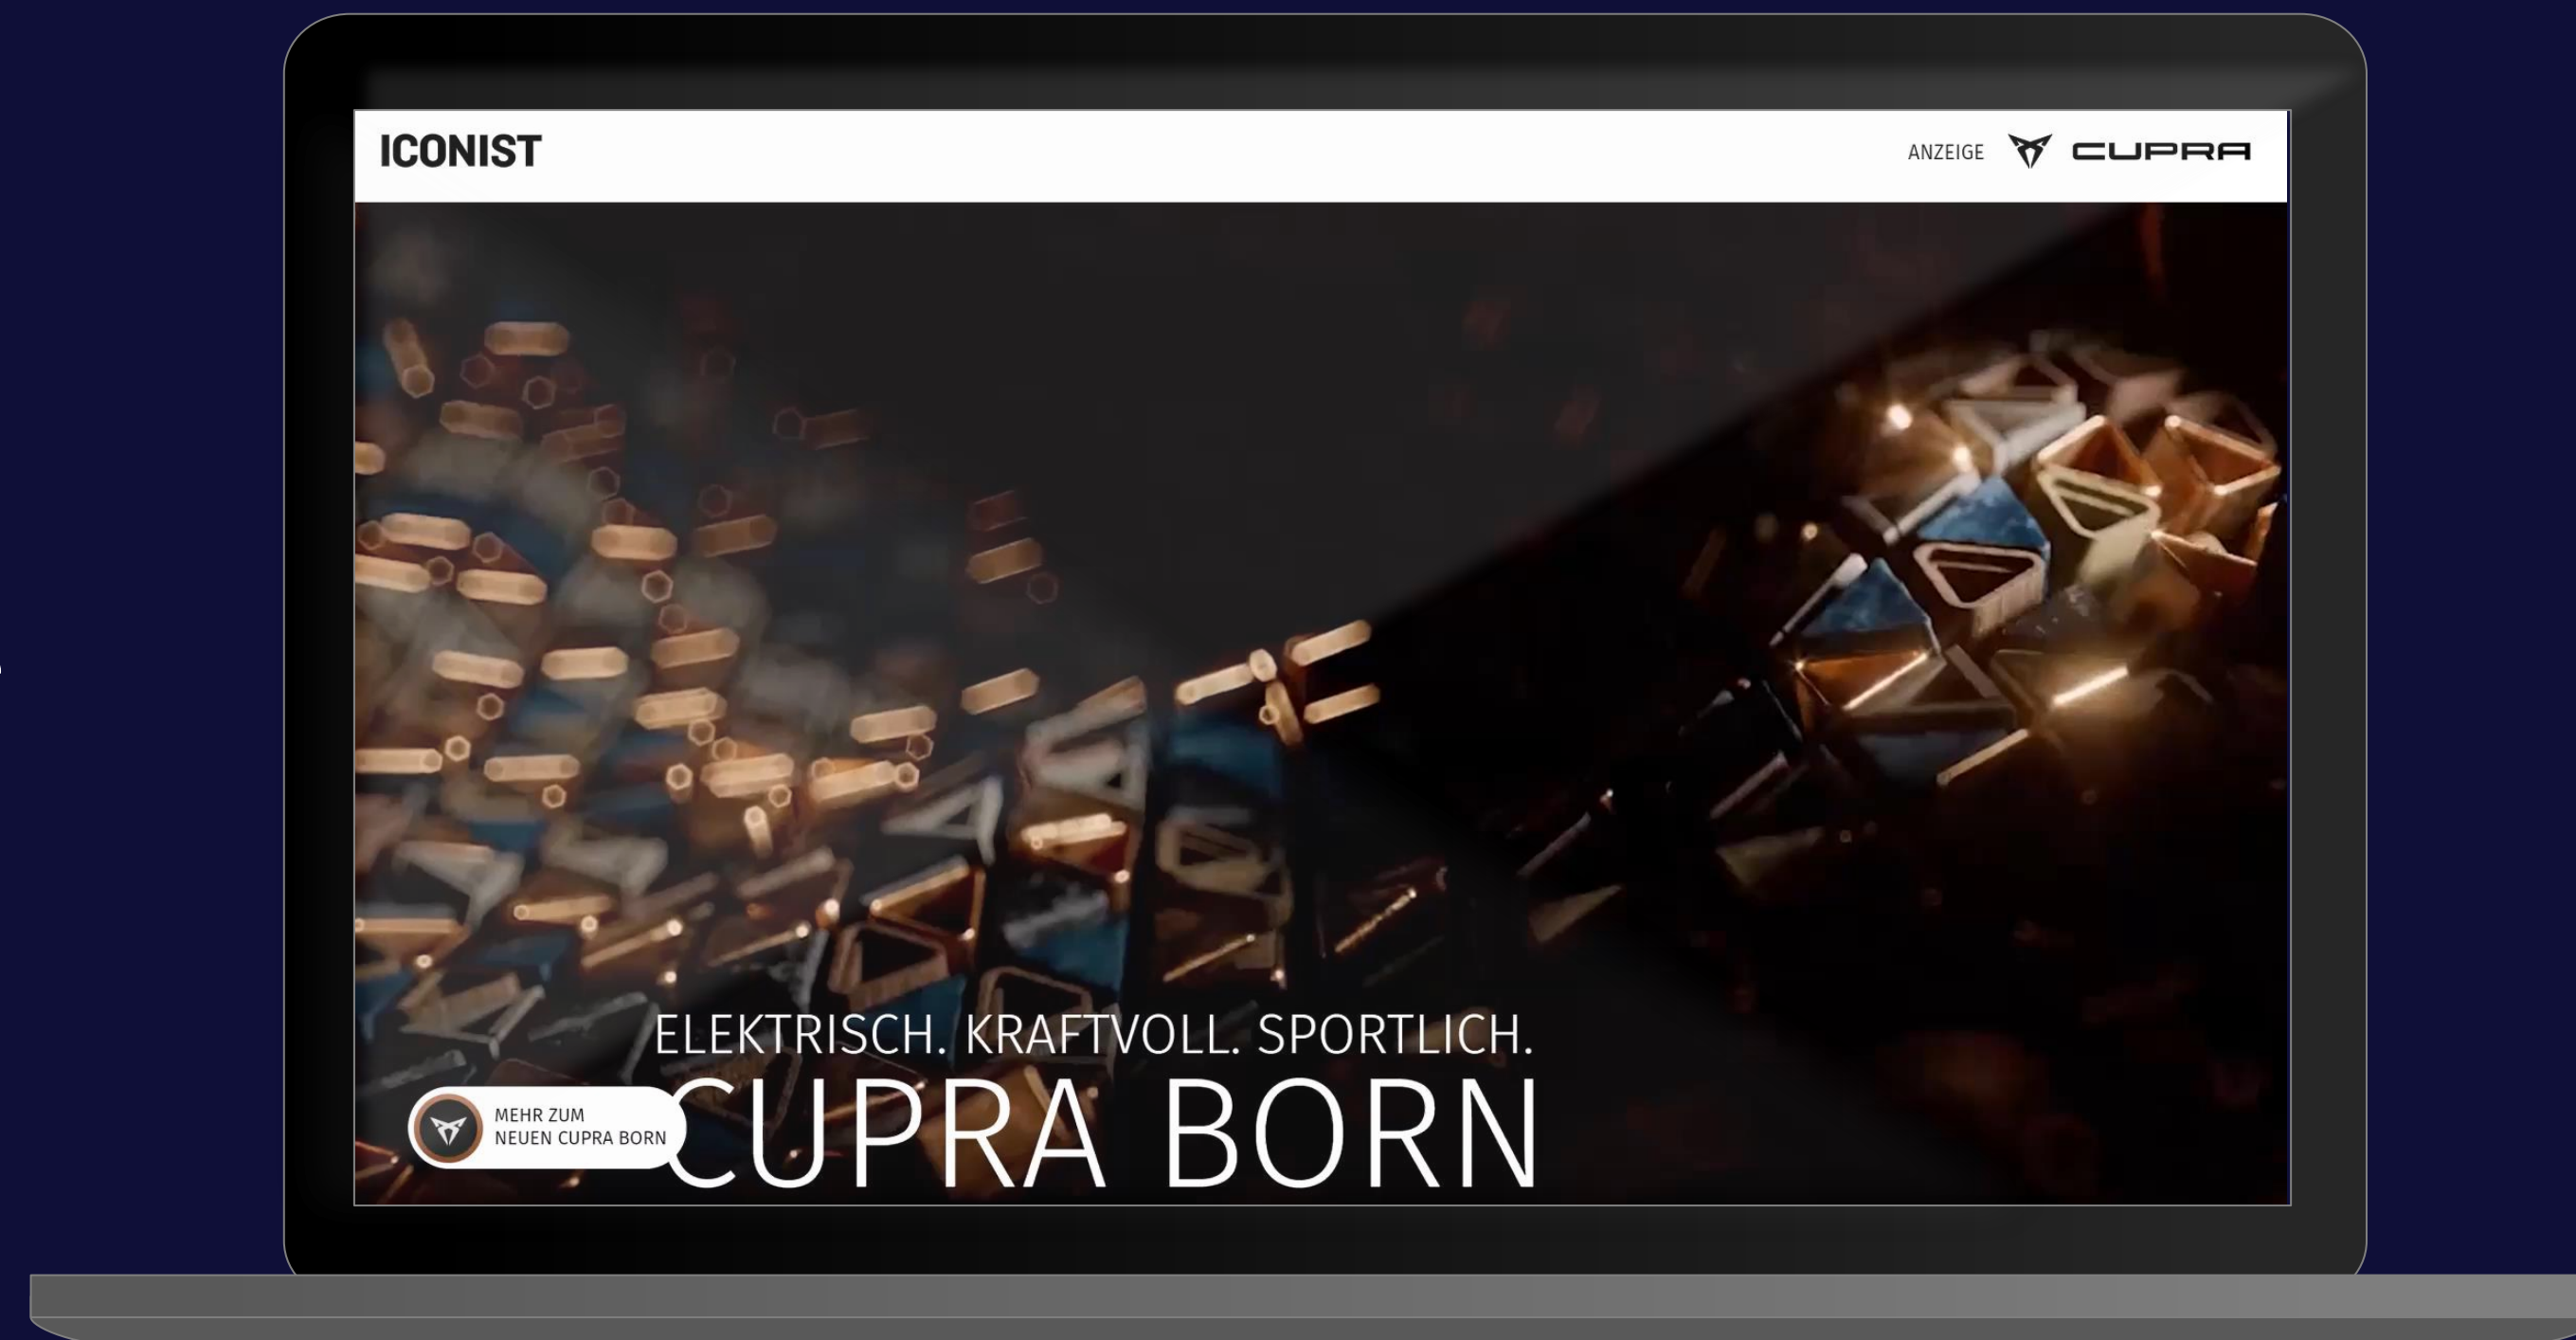 ICONIST
ANZEIGE CUPRA
ELEKTRISCH. KRAFTVOLL. SPORTLICH.
CUPRA BORN
MEHR ZUM
NEUEN CUPRA BORN